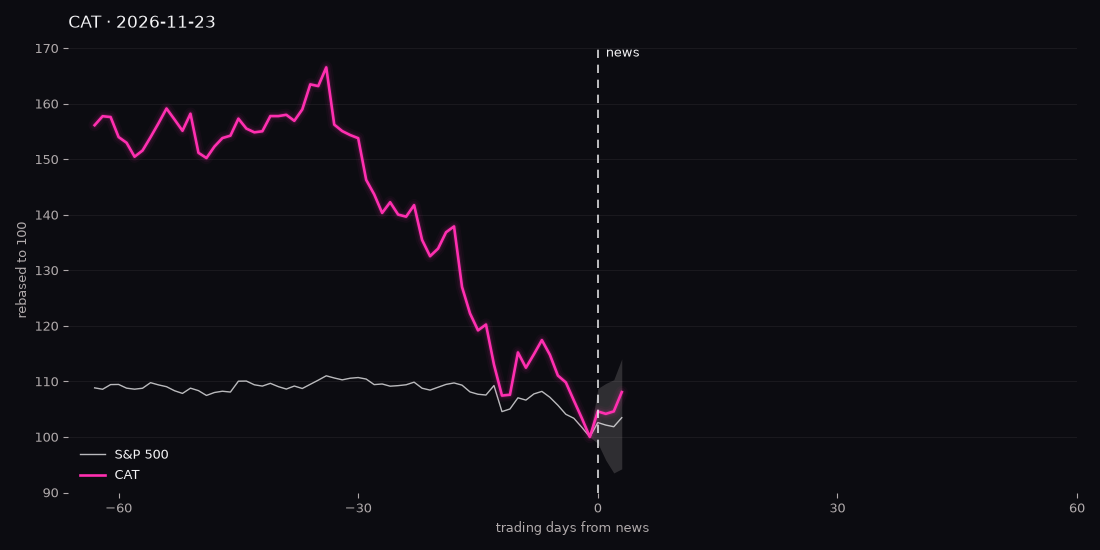 CAT · 2026-11-23
170
160
150
140
130
120
110
100
90
rebased to 100
news
S&P 500
CAT
−60
−30
0
30
60
trading days from news